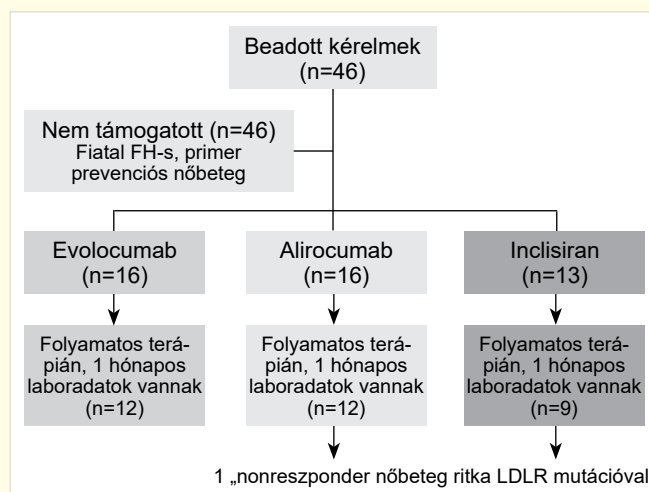 Beadott kérelmek
(n=46)
Nem támogatott (n=46)
Fiatal FH-s, primer
prevenciós nőbeteg
Evolocumab
(n=16)
Alirocumab
(n=16)
Inclisiran
(n=13)
Folyamatos terá-
pián, 1 hónapos
laboradatok vannak
(n=12)
Folyamatos terá-
pián, 1 hónapos
laboradatok vannak
(n=12)
Folyamatos terá-
pián, 1 hónapos
laboradatok vannak
(n=9)
1 „nonreszponder nőbeteg ritka LDLR mutációval